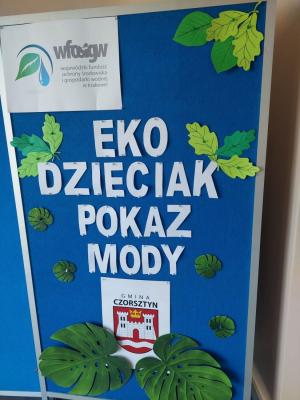 wfośigw
wojewódzki fundusz
ochrony środowiska
i gospodarki wodnej
w Krakowie
EKO
DZIECIAK
POKAZ
MODY
GMINA
CZORSZTYN